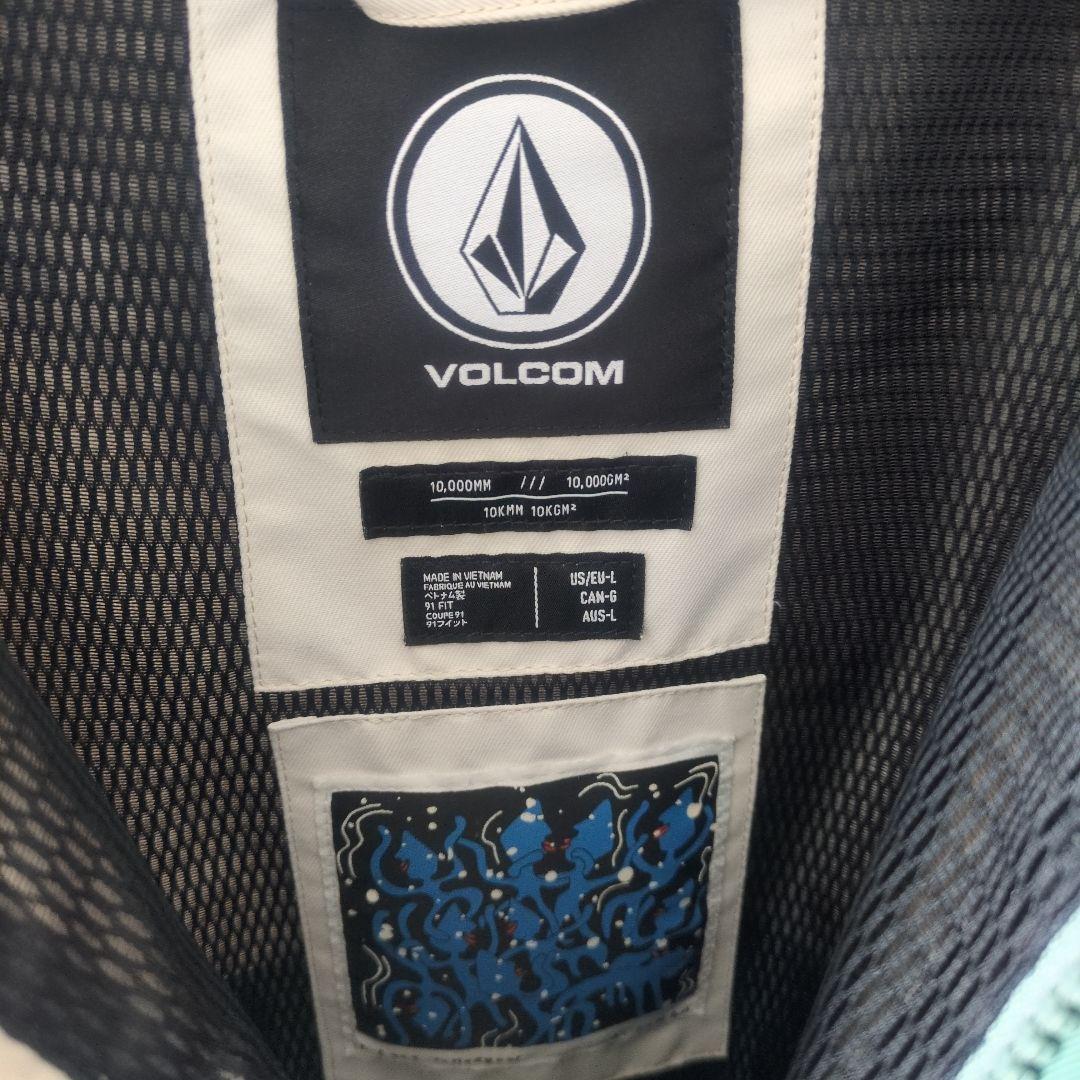 VOLCOM
10,000MM /// 10,000GM²
10KMM 10KGM²
MADE IN VIETNAM
FABRIQUE AU VIETNAM
ベトナム製
91 FIT
COUPE 91
91フィット
US/EU-L
CAN-G
AUS-L